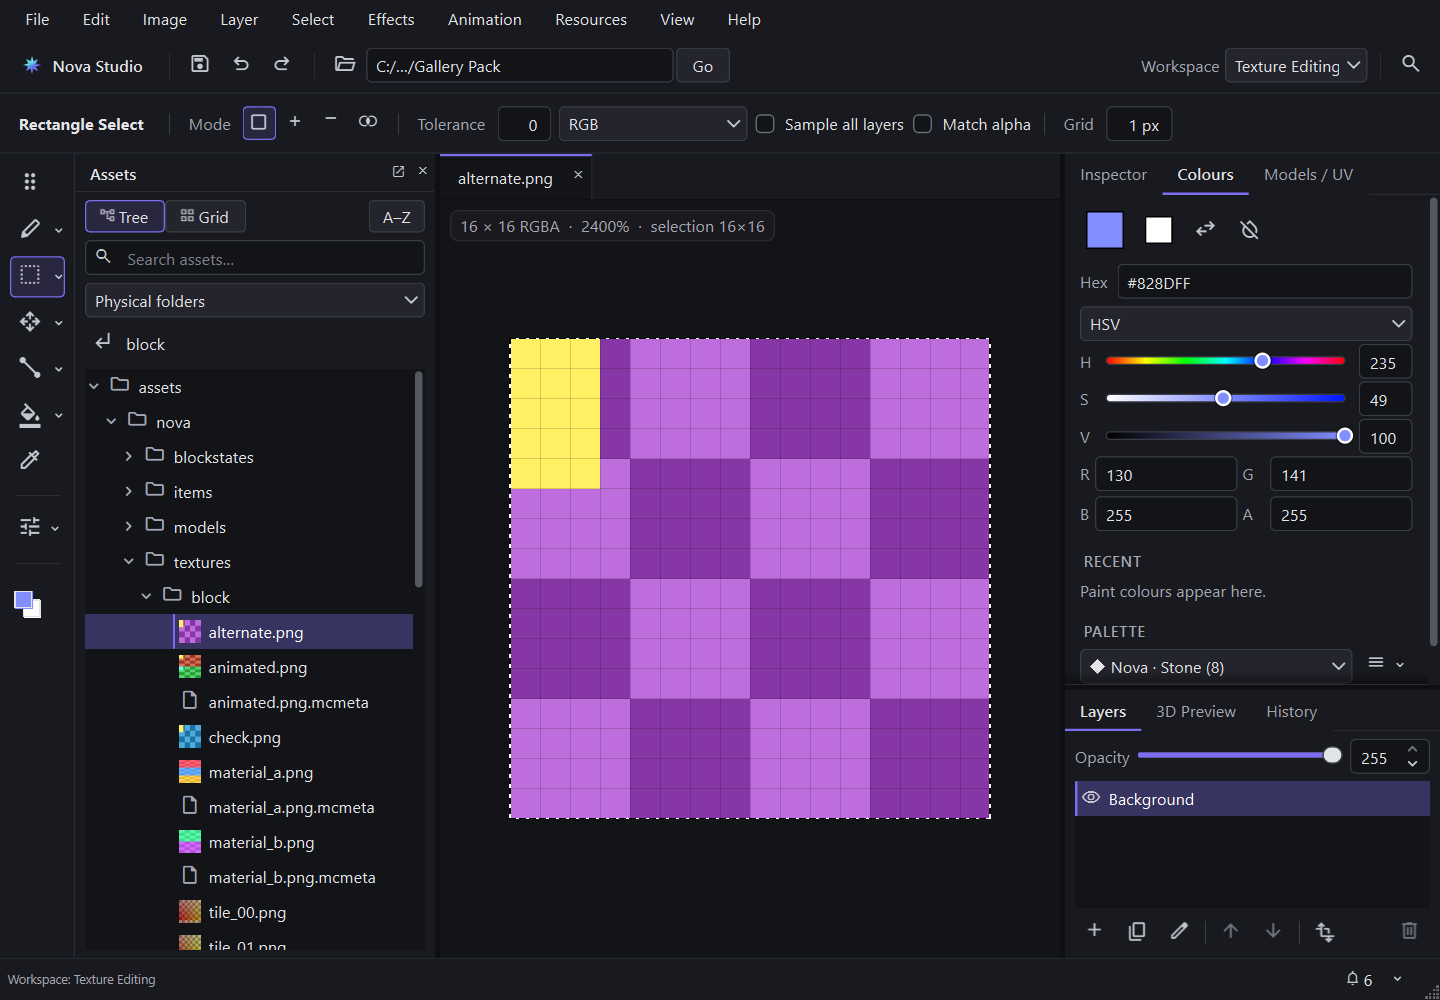 File Edit Image Layer Select Effects Animation Resources View Help
Nova Studio C:/.../Gallery Pack Go Workspace Texture Editing
Rectangle Select Mode Tolerance 0 RGB Sample all layers Match alpha Grid 1 px
Assets
Tree Grid A–Z
Search assets...
Physical folders
block
assets
nova
blockstates
items
models
textures
block
alternate.png
animated.png
animated.png.mcmeta
check.png
material_a.png
material_a.png.mcmeta
material_b.png
material_b.png.mcmeta
tile_00.png
tile_01.png
alternate.png
16 × 16 RGBA · 2400% · selection 16×16
Inspector Colours Models / UV
Hex #828DFF
HSV
H 235
S 49
V 100
R 130 G 141
B 255 A 255
RECENT
Paint colours appear here.
PALETTE
Nova · Stone (8)
Layers 3D Preview History
Opacity 255
Background
Workspace: Texture Editing 6